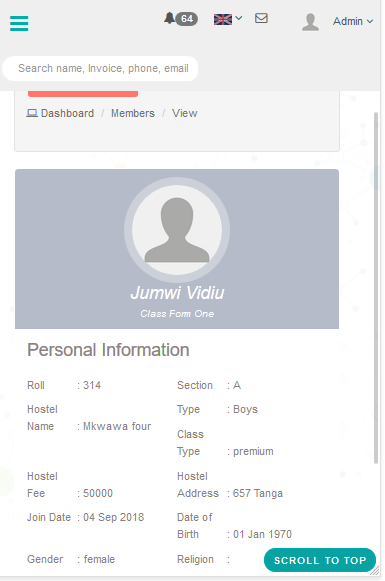 64
Admin
Search name, Invoice, phone, email
Dashboard / Members / View
Jumwi Vidiu
Class Form One
Personal Information
Roll : 314 Section : A
Hostel Name : Mkwawa four Type : Boys
Class Type : premium
Hostel Fee : 50000 Hostel Address : 657 Tanga
Join Date : 04 Sep 2018 Date of Birth : 01 Jan 1970
Gender : female Religion :
SCROLL TO TOP